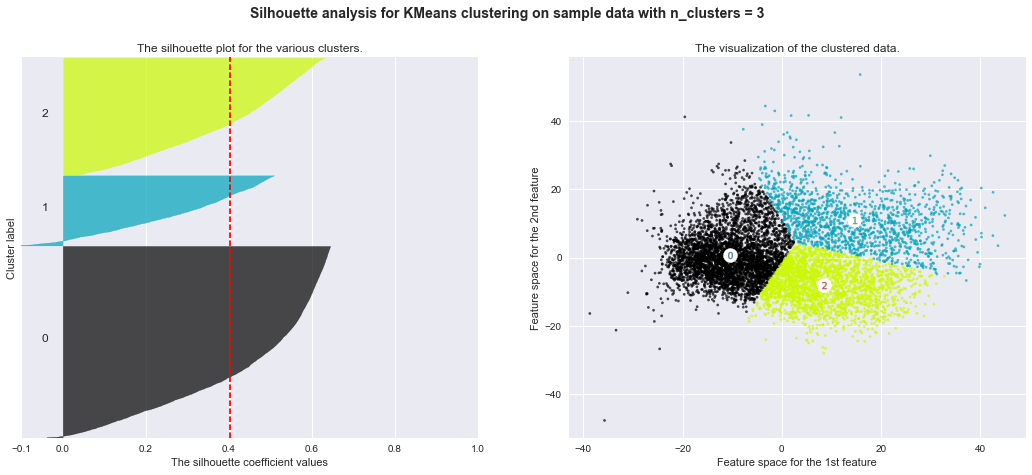 Silhouette analysis for KMeans clustering on sample data with n_clusters = 3
The silhouette plot for the various clusters.
2
1
0
Cluster label
−0.1 0.0 0.2 0.4 0.6 0.8 1.0
The silhouette coefficient values
The visualization of the clustered data.
40
20
0
−20
−40
Feature space for the 2nd feature
0
1
2
−40 −20 0 20 40
Feature space for the 1st feature